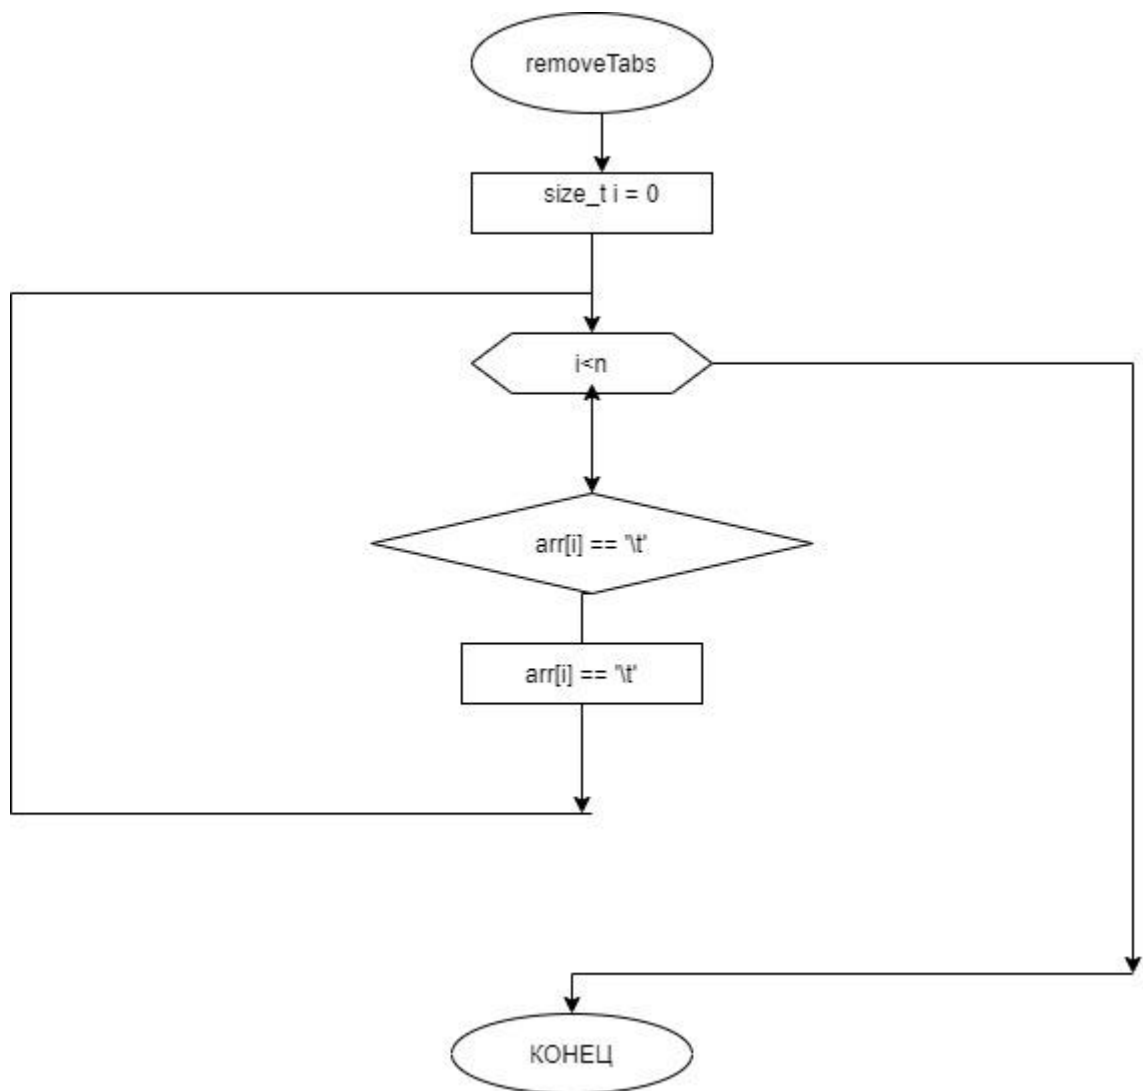 removeTabs
size_t i = 0
i<n
arr[i] == '\t'
arr[i] == '\t'
КОНЕЦ